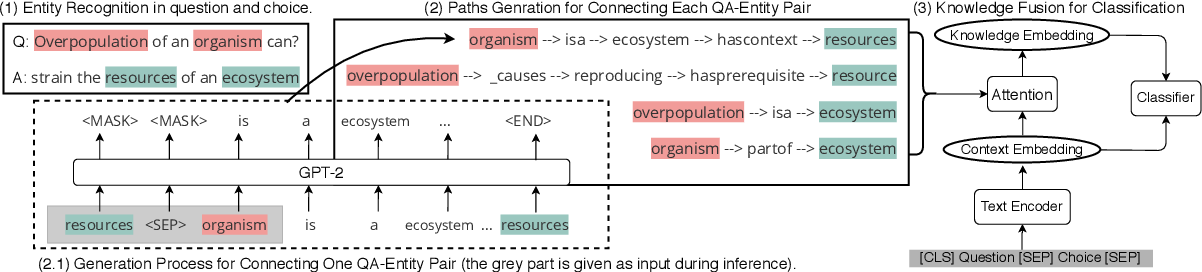 (1) Entity Recognition in question and choice.
Q: Overpopulation of an organism can?
A: strain the resources of an ecosystem
(2) Paths Genration for Connecting Each QA-Entity Pair
organism --> isa --> ecosystem --> hascontext --> resources
overpopulation --> _causes --> reproducing --> hasprerequisite --> resource
overpopulation --> isa --> ecosystem
organism --> partof --> ecosystem
<MASK> <MASK> is a ecosystem ... <END>
GPT-2
resources <SEP> organism is a ecosystem ... resources
(2.1) Generation Process for Connecting One QA-Entity Pair (the grey part is given as input during inference).
(3) Knowledge Fusion for Classification
Knowledge Embedding
Attention
Classifier
Context Embedding
Text Encoder
[CLS] Question [SEP] Choice [SEP]